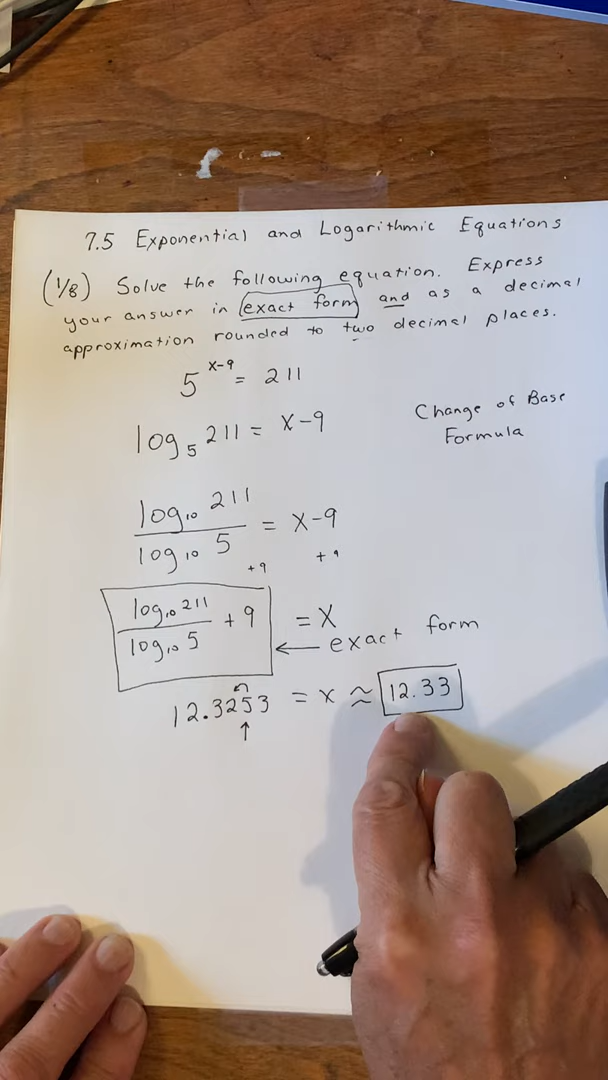 7.5 Exponential and Logarithmic Equations
(1/8) Solve the following equation. Express
your answer in exact form and as a decimal
approximation rounded to two decimal places.
5^(x-9) = 211
log₅ 211 = x-9
Change of Base
Formula
log₁₀ 211 / log₁₀ 5 = x-9
+9 +9
log₁₀ 211 / log₁₀ 5 + 9 = x
← exact form
12.3253 = x ≈ 12.33
↑